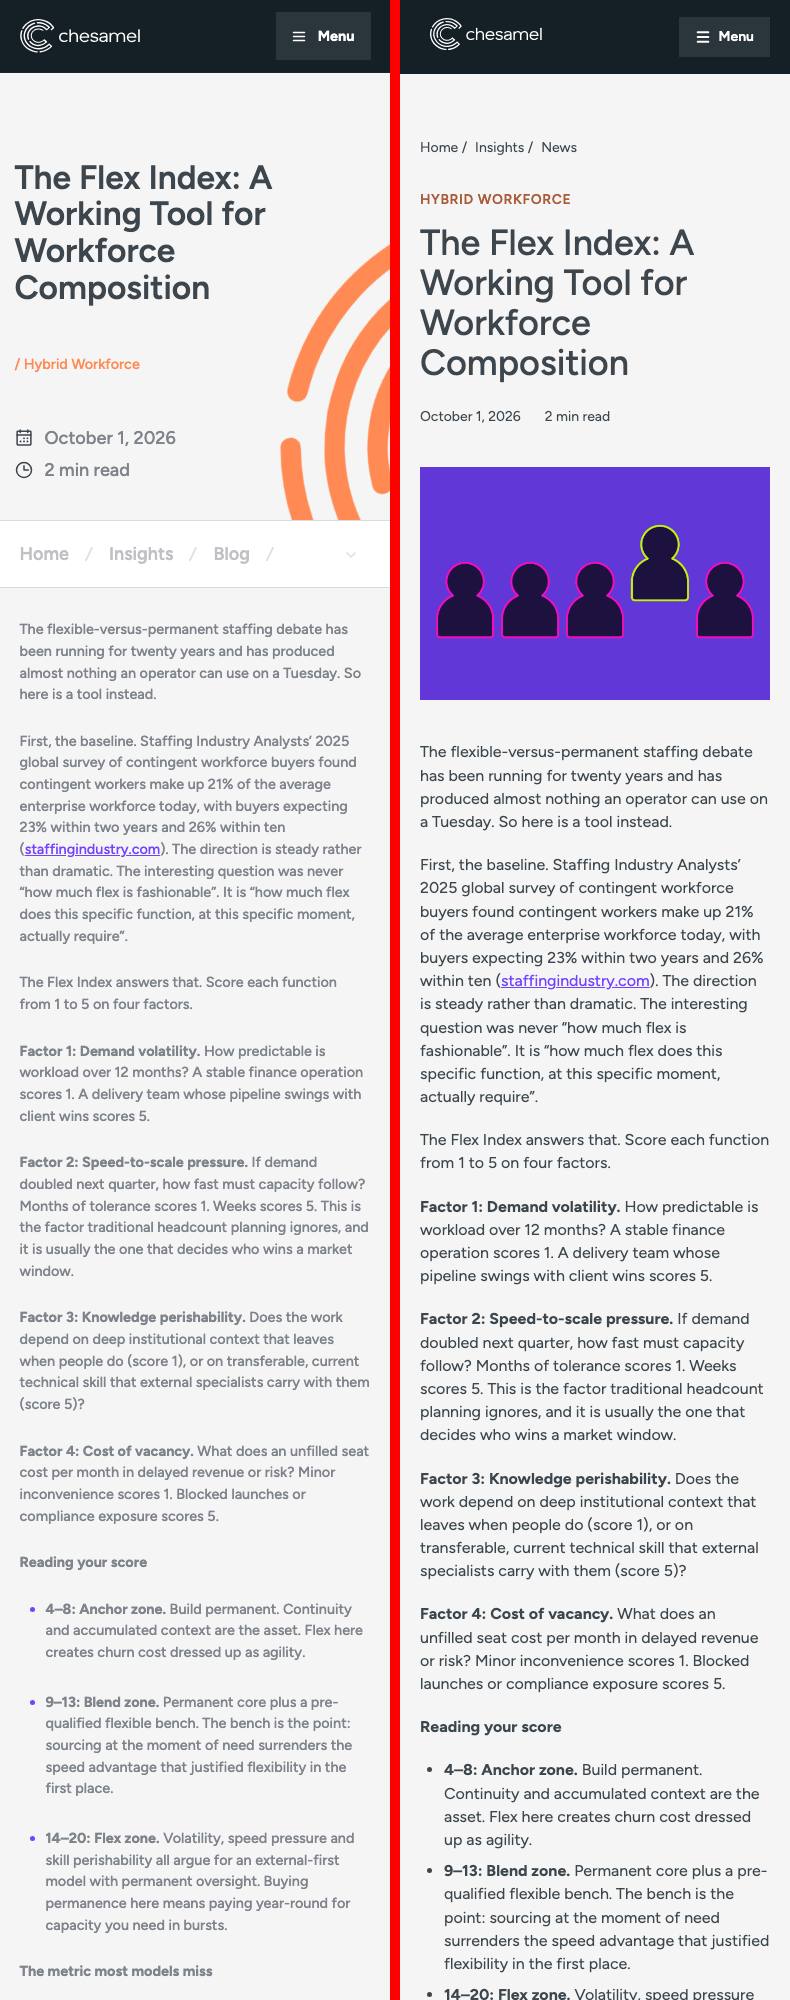 chesamel
Menu
The Flex Index: A
Working Tool for
Workforce
Composition
/ Hybrid Workforce
October 1, 2026
2 min read
Home / Insights / Blog /
The flexible-versus-permanent staffing debate has
been running for twenty years and has produced
almost nothing an operator can use on a Tuesday. So
here is a tool instead.
First, the baseline. Staffing Industry Analysts’ 2025
global survey of contingent workforce buyers found
contingent workers make up 21% of the average
enterprise workforce today, with buyers expecting
23% within two years and 26% within ten
(staffingindustry.com). The direction is steady rather
than dramatic. The interesting question was never
“how much flex is fashionable”. It is “how much flex
does this specific function, at this specific moment,
actually require”.
The Flex Index answers that. Score each function
from 1 to 5 on four factors.
Factor 1: Demand volatility. How predictable is
workload over 12 months? A stable finance operation
scores 1. A delivery team whose pipeline swings with
client wins scores 5.
Factor 2: Speed-to-scale pressure. If demand
doubled next quarter, how fast must capacity follow?
Months of tolerance scores 1. Weeks scores 5. This is
the factor traditional headcount planning ignores, and
it is usually the one that decides who wins a market
window.
Factor 3: Knowledge perishability. Does the work
depend on deep institutional context that leaves
when people do (score 1), or on transferable, current
technical skill that external specialists carry with them
(score 5)?
Factor 4: Cost of vacancy. What does an unfilled seat
cost per month in delayed revenue or risk? Minor
inconvenience scores 1. Blocked launches or
compliance exposure scores 5.
Reading your score
• 4–8: Anchor zone. Build permanent. Continuity
and accumulated context are the asset. Flex here
creates churn cost dressed up as agility.
• 9–13: Blend zone. Permanent core plus a pre-
qualified flexible bench. The bench is the point:
sourcing at the moment of need surrenders the
speed advantage that justified flexibility in the
first place.
• 14–20: Flex zone. Volatility, speed pressure and
skill perishability all argue for an external-first
model with permanent oversight. Buying
permanence here means paying year-round for
capacity you need in bursts.
The metric most models miss
chesamel
Menu
Home / Insights / News
HYBRID WORKFORCE
The Flex Index: A
Working Tool for
Workforce
Composition
October 1, 2026 2 min read
The flexible-versus-permanent staffing debate
has been running for twenty years and has
produced almost nothing an operator can use on
a Tuesday. So here is a tool instead.
First, the baseline. Staffing Industry Analysts’
2025 global survey of contingent workforce
buyers found contingent workers make up 21%
of the average enterprise workforce today, with
buyers expecting 23% within two years and 26%
within ten (staffingindustry.com). The direction
is steady rather than dramatic. The interesting
question was never “how much flex is
fashionable”. It is “how much flex does this
specific function, at this specific moment,
actually require”.
The Flex Index answers that. Score each function
from 1 to 5 on four factors.
Factor 1: Demand volatility. How predictable is
workload over 12 months? A stable finance
operation scores 1. A delivery team whose
pipeline swings with client wins scores 5.
Factor 2: Speed-to-scale pressure. If demand
doubled next quarter, how fast must capacity
follow? Months of tolerance scores 1. Weeks
scores 5. This is the factor traditional headcount
planning ignores, and it is usually the one that
decides who wins a market window.
Factor 3: Knowledge perishability. Does the
work depend on deep institutional context that
leaves when people do (score 1), or on
transferable, current technical skill that external
specialists carry with them (score 5)?
Factor 4: Cost of vacancy. What does an
unfilled seat cost per month in delayed revenue
or risk? Minor inconvenience scores 1. Blocked
launches or compliance exposure scores 5.
Reading your score
• 4–8: Anchor zone. Build permanent.
Continuity and accumulated context are the
asset. Flex here creates churn cost dressed
up as agility.
• 9–13: Blend zone. Permanent core plus a pre-
qualified flexible bench. The bench is the
point: sourcing at the moment of need
surrenders the speed advantage that justified
flexibility in the first place.
• 14–20: Flex zone. Volatility, speed pressure